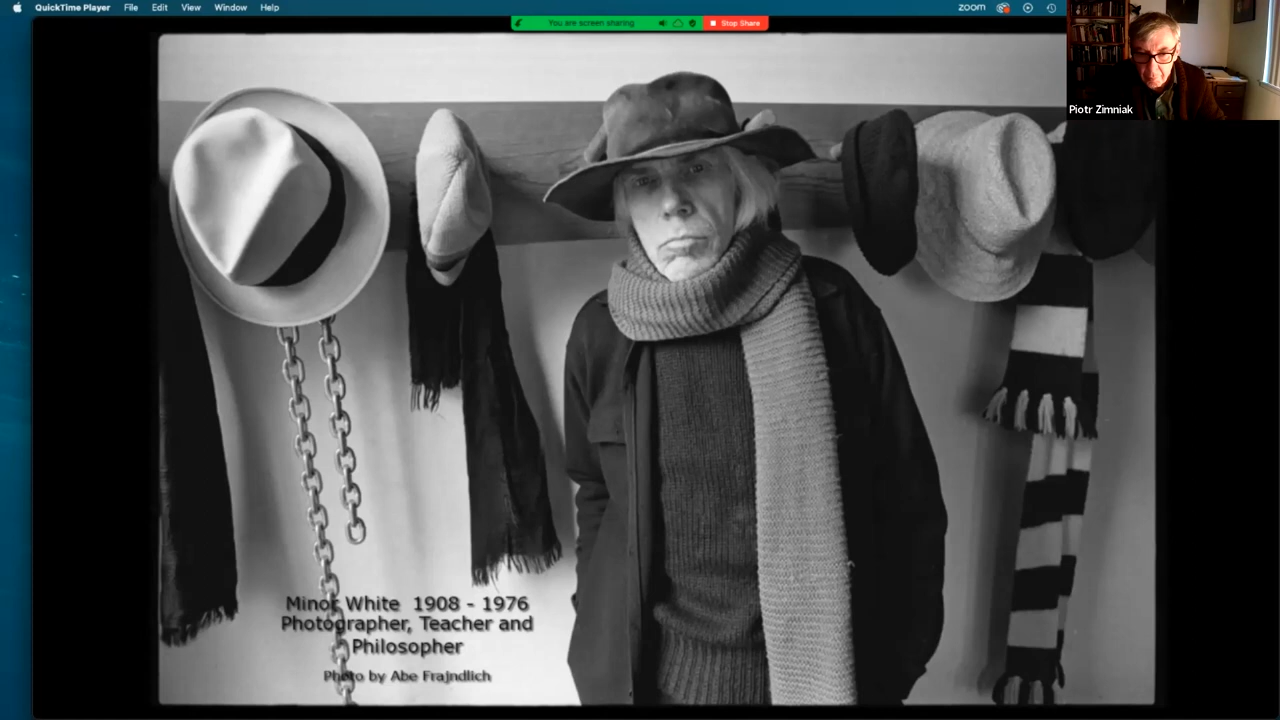 QuickTime Player File Edit View Window Help
zoom
You are screen sharing
Stop Share
Piotr Zimniak
Minor White 1908 - 1976
Photographer, Teacher and
Philosopher
Photo by Abe Frajndlich